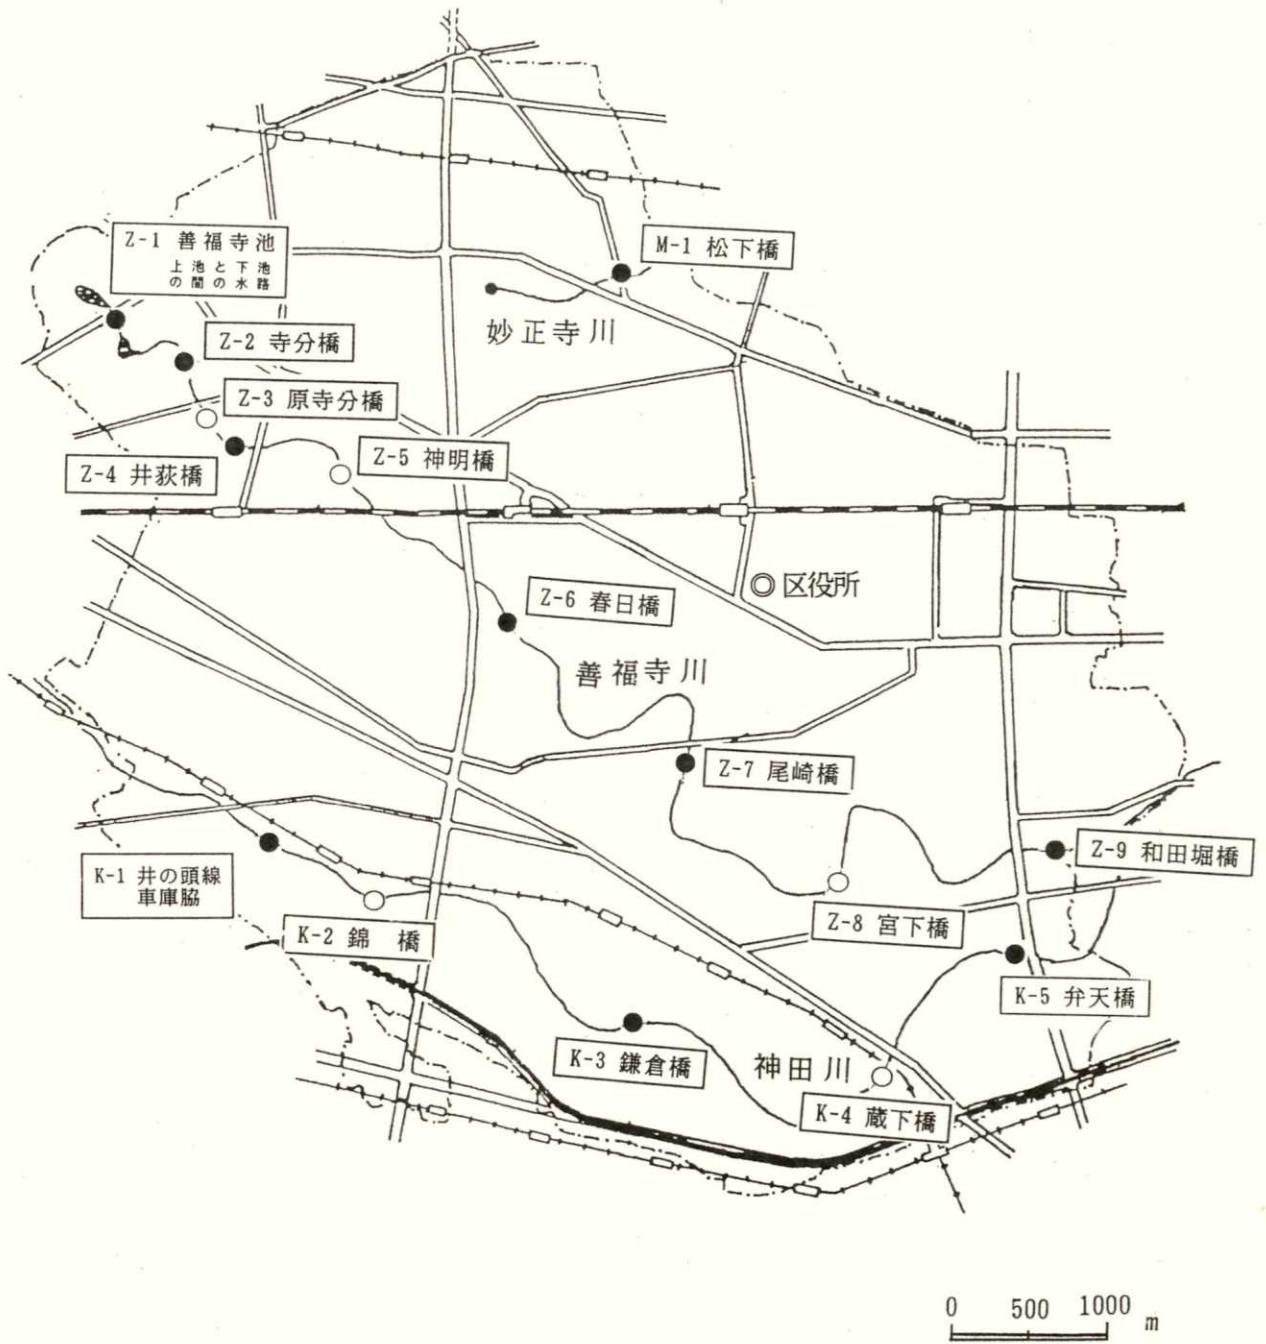 Z-1 善福寺池
上池と下池
の間の水路
M-1 松下橋
妙正寺川
Z-2 寺分橋
Z-3 原寺分橋
Z-4 井荻橋
Z-5 神明橋
区役所
Z-6 春日橋
善福寺川
Z-7 尾崎橋
Z-9 和田堀橋
K-1 井の頭線
車庫脇
Z-8 宮下橋
K-2 錦 橋
K-5 弁天橋
K-3 鎌倉橋
神田川
K-4 蔵下橋
0 500 1000 m